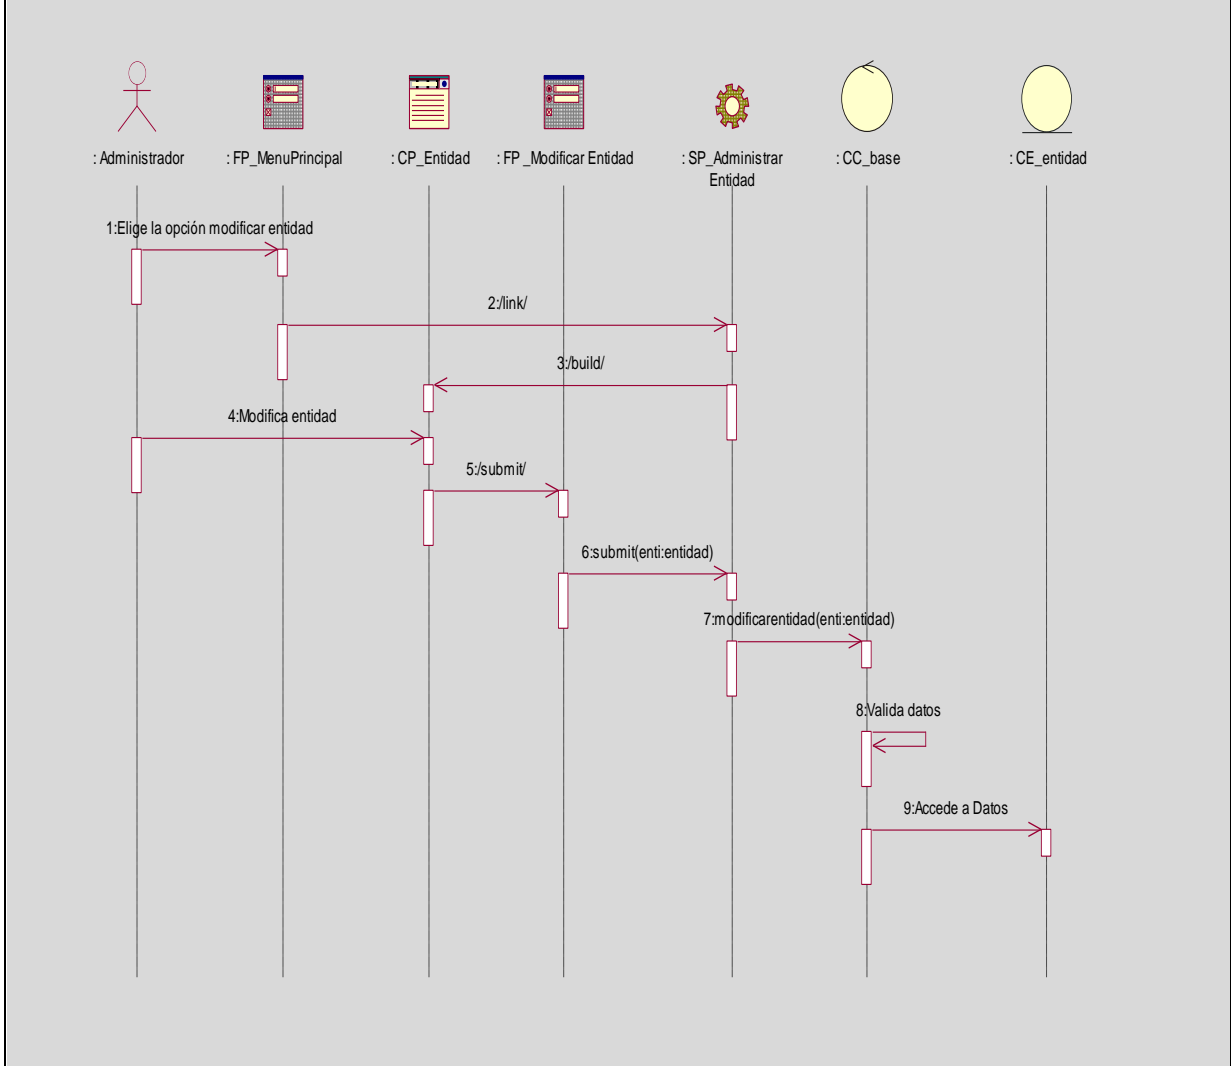 : Administrador
: FP_MenuPrincipal
: CP_Entidad
: FP _Modificar Entidad
: SP_Administrar
Entidad
: CC_base
: CE_entidad
1:Elige la opción modificar entidad
2:/link/
3:/build/
4:Modifica entidad
5:/submit/
6:submit(enti:entidad)
7:modificarentidad(enti:entidad)
8:Valida datos
9:Accede a Datos